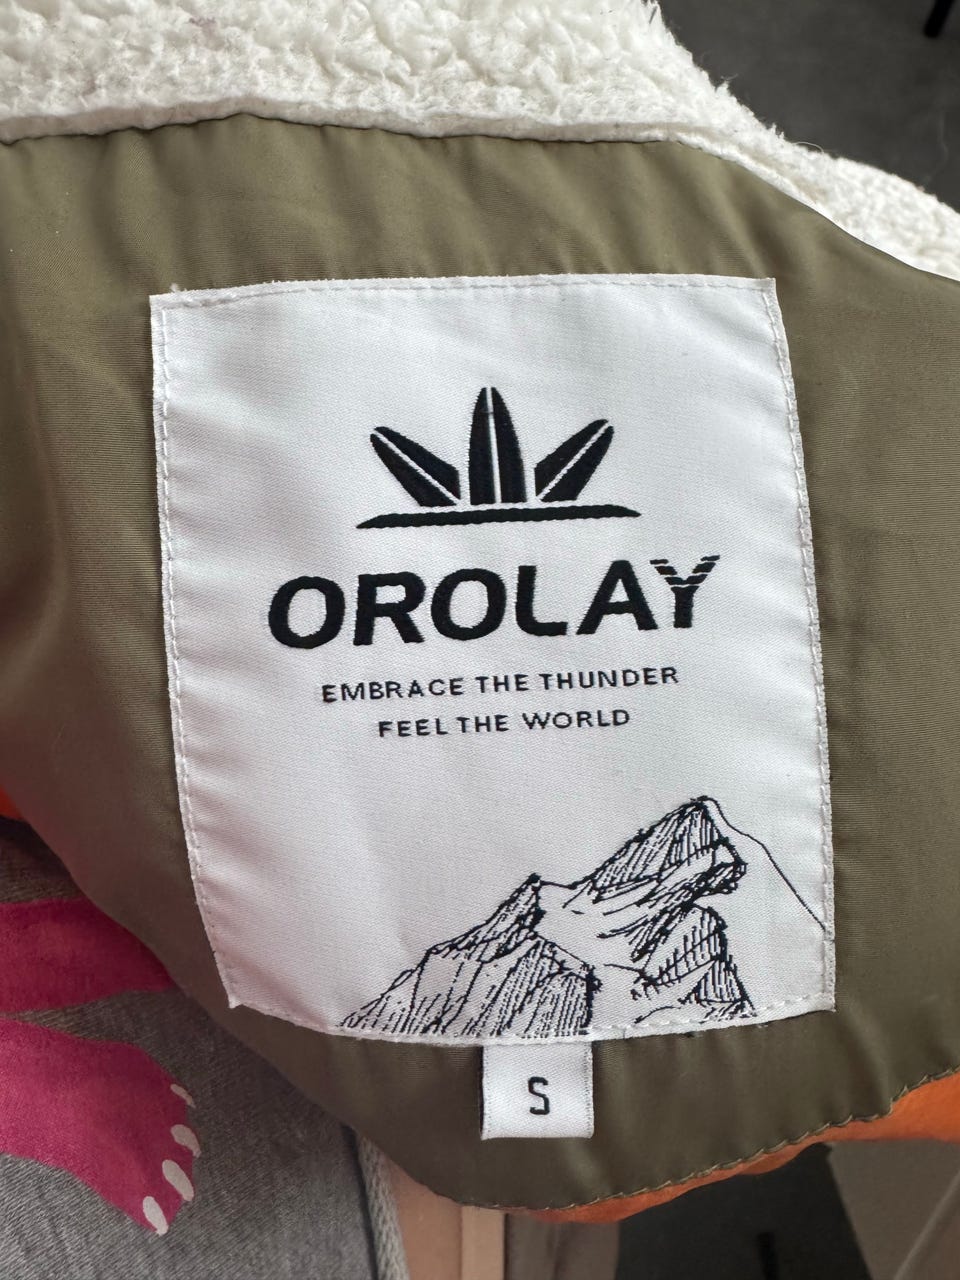 OROLAY
EMBRACE THE THUNDER
FEEL THE WORLD
S